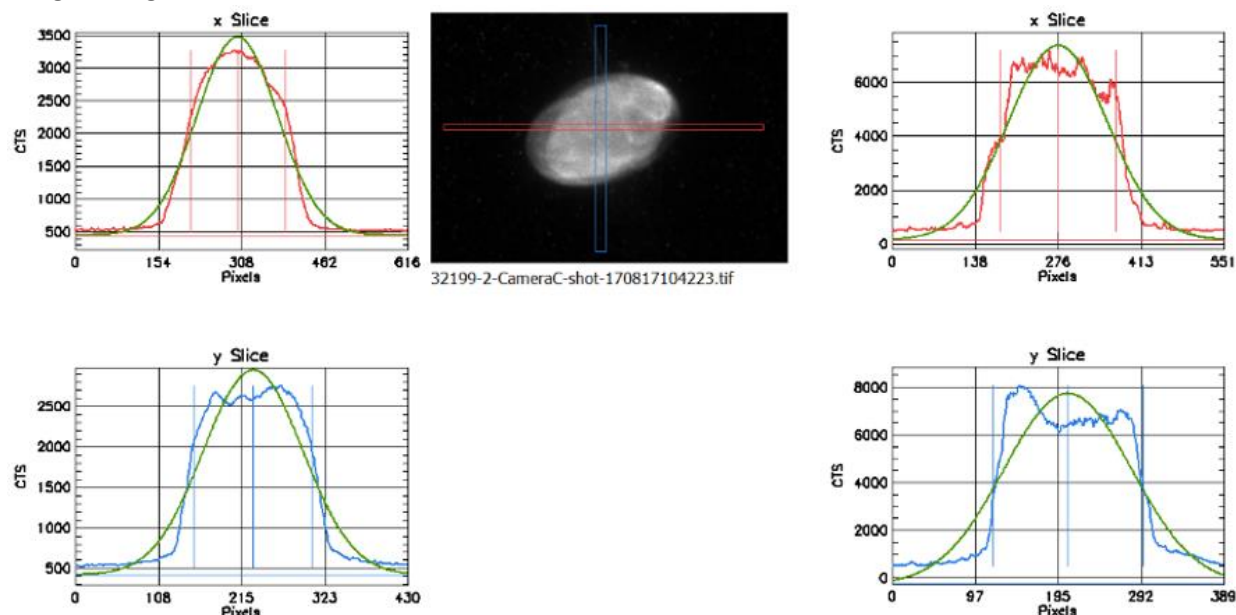 x Slice
3500
3000
2500
2000
1500
1000
500
CTS
0 154 308 462 616
Pixels
32199-2-CameraC-shot-170817104223.tif
x Slice
6000
4000
2000
0
CTS
0 138 276 413 551
Pixels
y Slice
2500
2000
1500
1000
500
CTS
0 108 215 323 430
Pixels
y Slice
8000
6000
4000
2000
0
CTS
0 97 195 292 389
Pixels